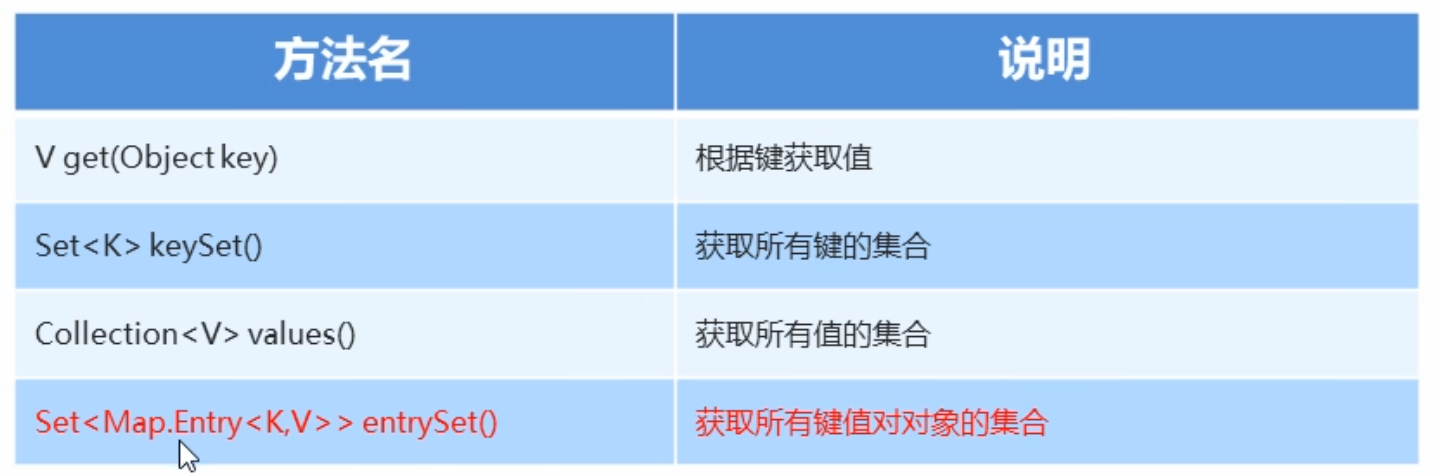 方法名
说明
V get(Object key)
根据键获取值
Set<K> keySet()
获取所有键的集合
Collection<V> values()
获取所有值的集合
Set<Map.Entry<K,V>> entrySet()
获取所有键值对对象的集合